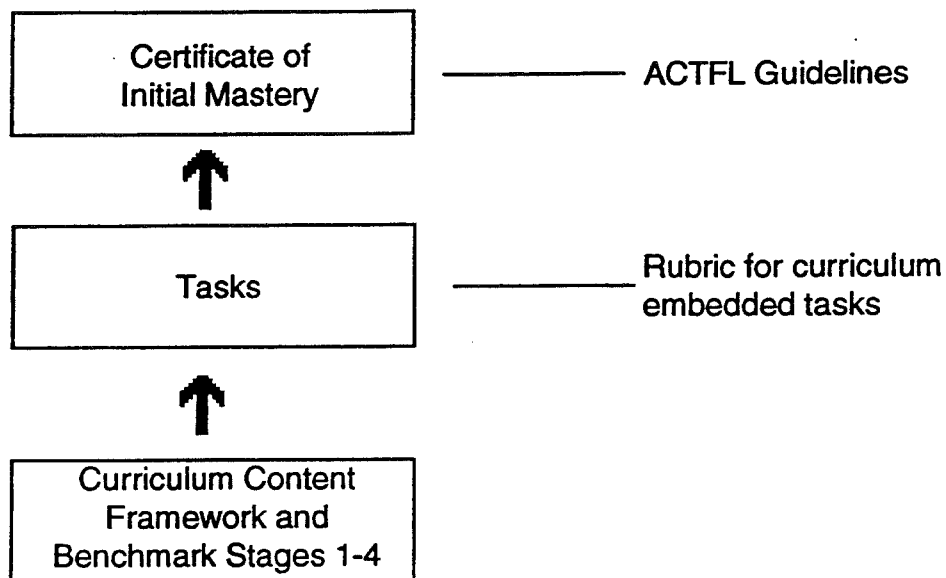 Certificate of
Initial Mastery
ACTFL Guidelines
Tasks
Rubric for curriculum
embedded tasks
Curriculum Content
Framework and
Benchmark Stages 1-4